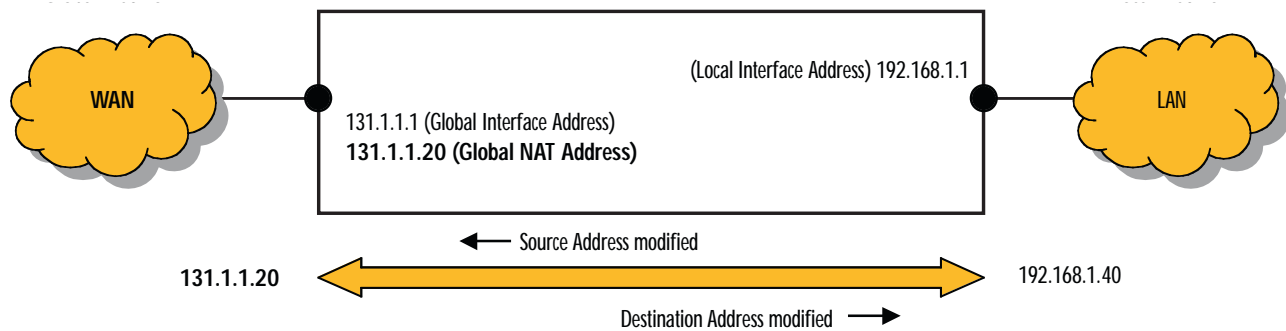 WAN
(Local Interface Address) 192.168.1.1
LAN
131.1.1.1 (Global Interface Address)
131.1.1.20 (Global NAT Address)
Source Address modified
131.1.1.20
192.168.1.40
Destination Address modified